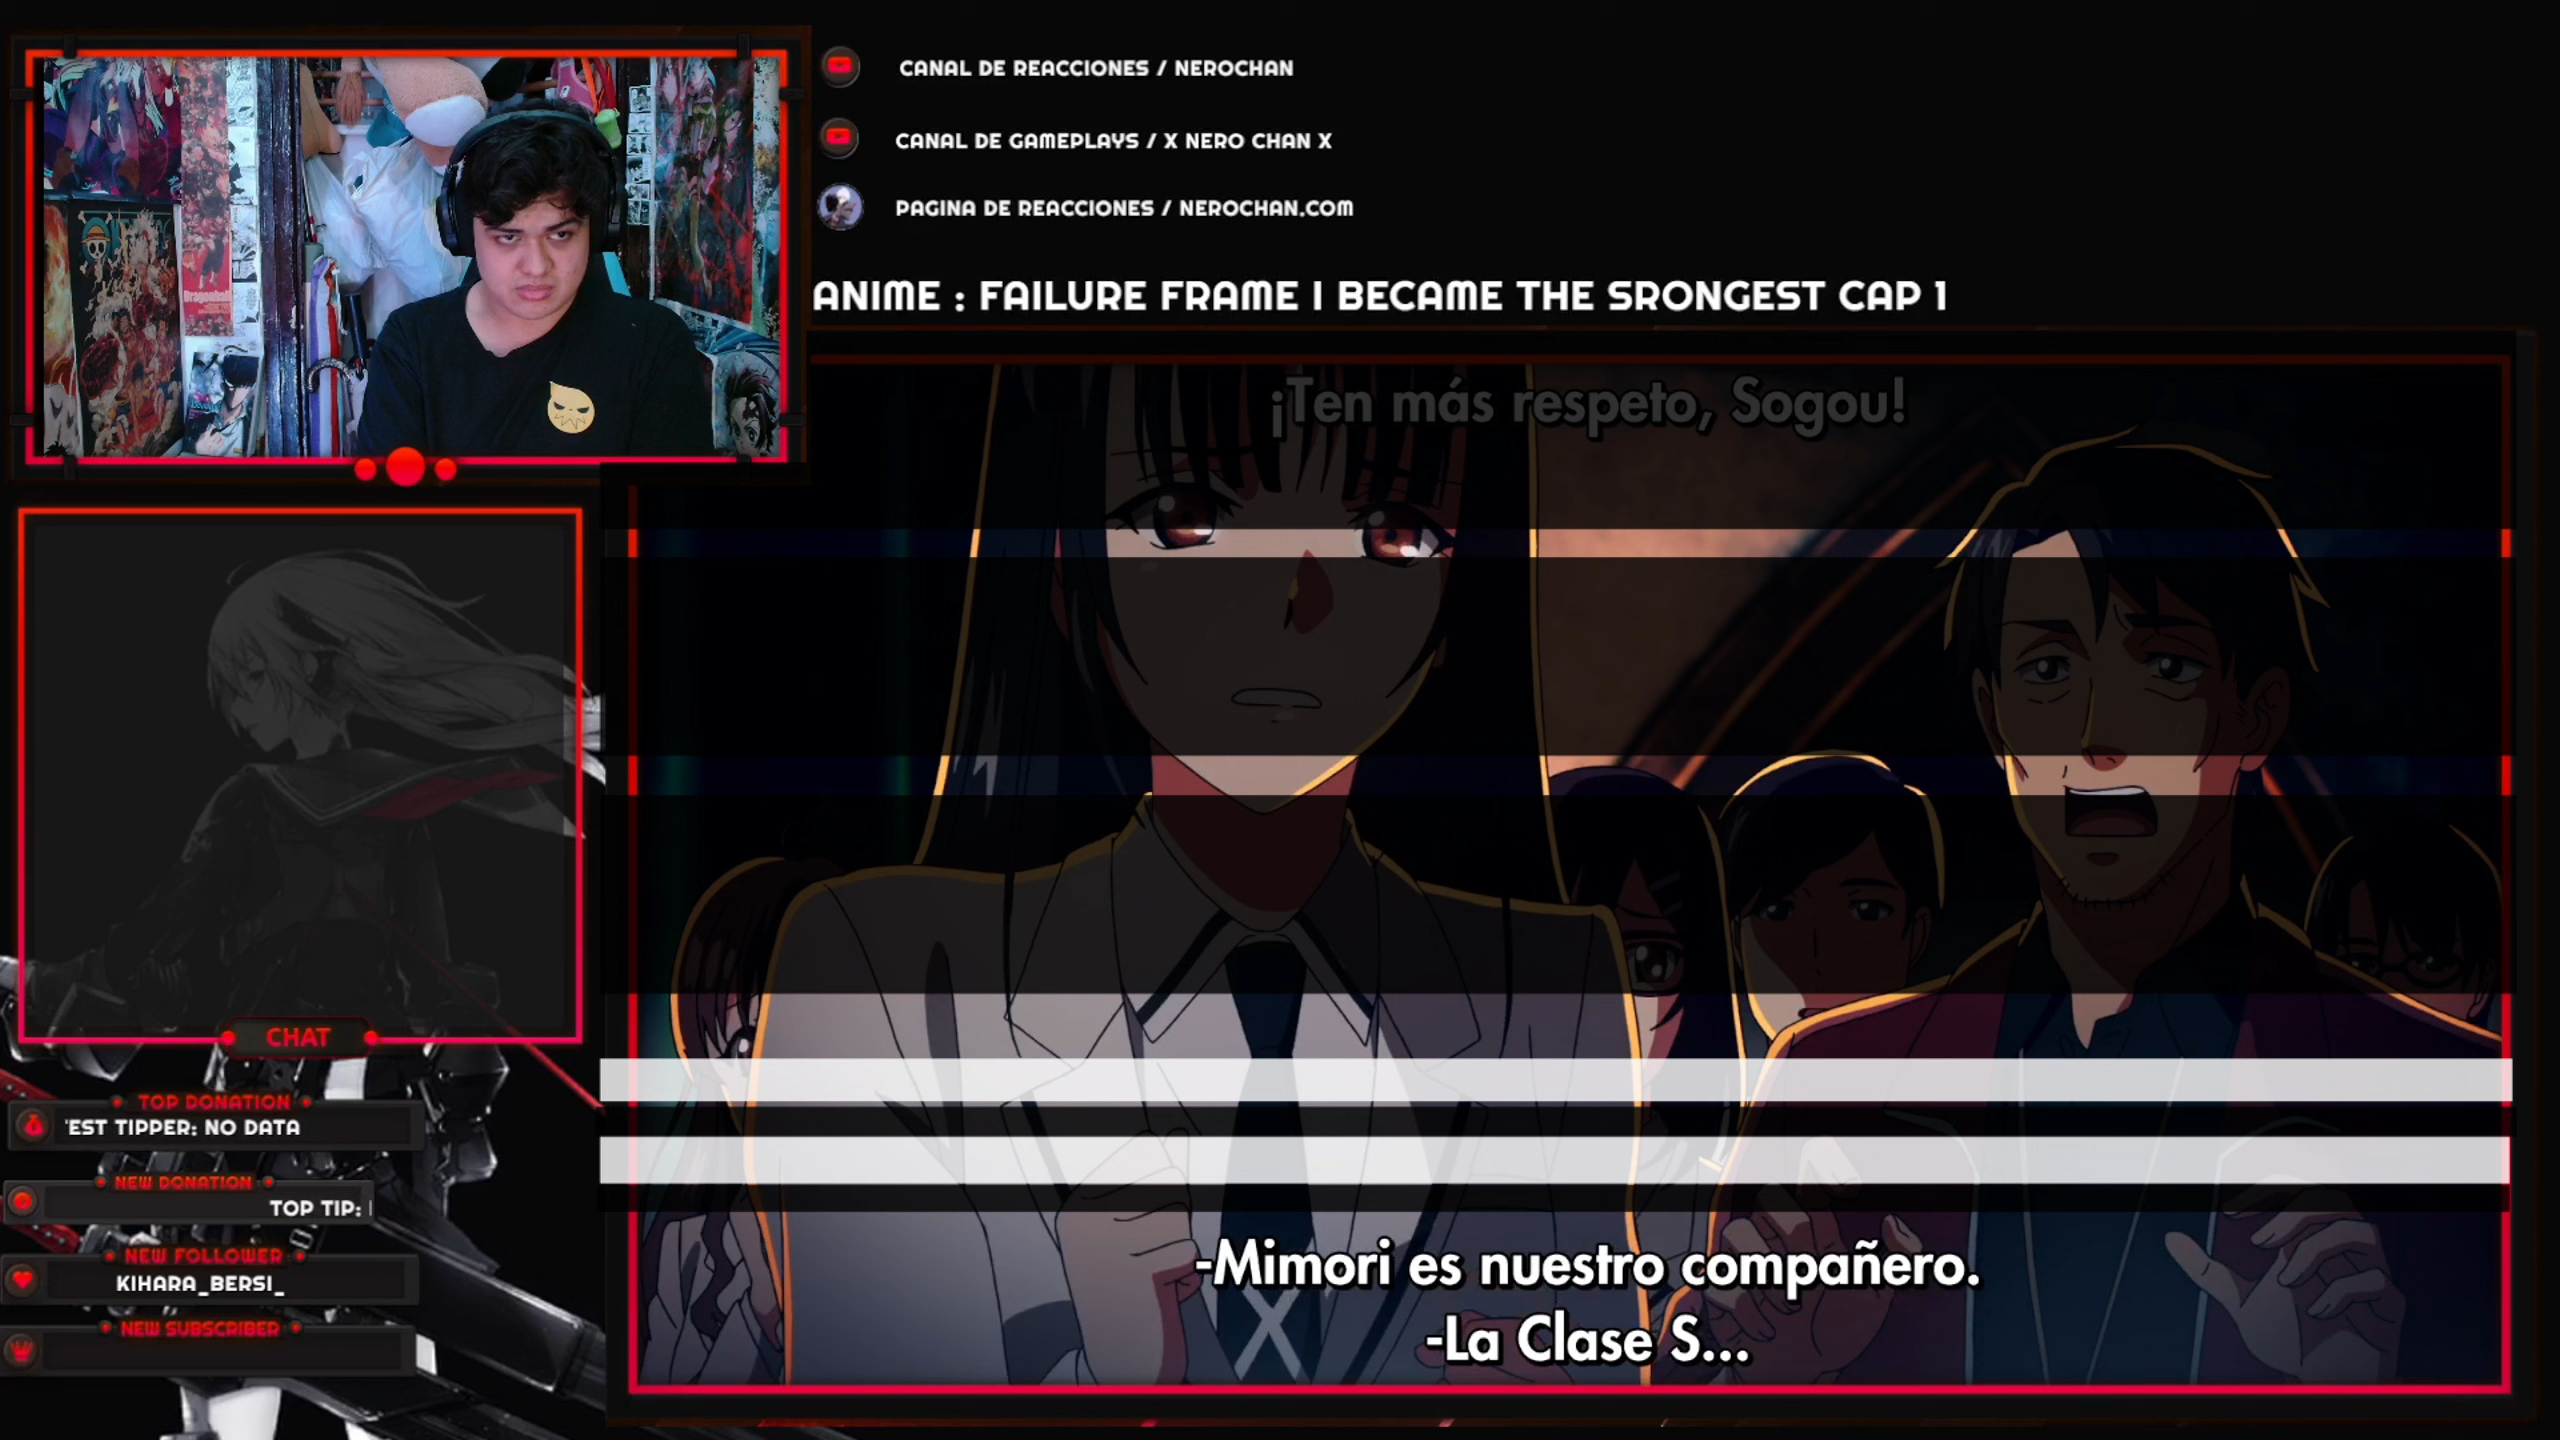 CANAL DE REACCIONES / NEROCHAN
CANAL DE GAMEPLAYS / X NERO CHAN X
PAGINA DE REACCIONES / NEROCHAN.COM
ANIME : FAILURE FRAME I BECAME THE SRONGEST CAP 1
¡Ten más respeto, Sogou!
CHAT
TOP DONATION
'EST TIPPER: NO DATA
NEW DONATION
TOP TIP:
NEW FOLLOWER
KIHARA_BERSI_
NEW SUBSCRIBER
-Mimori es nuestro compañero.
-La Clase S...